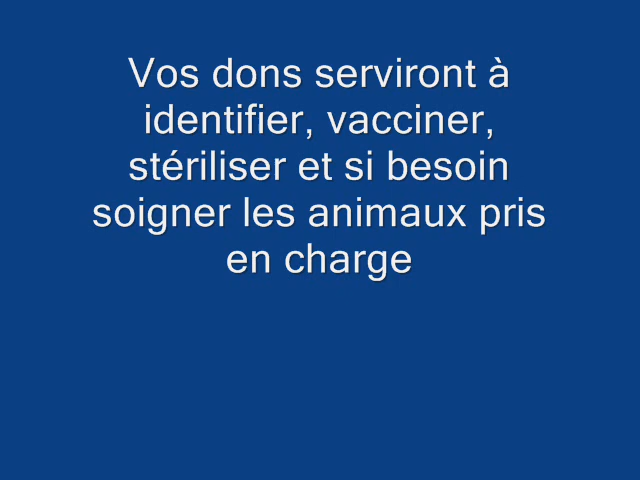 Vos dons serviront à
identifier, vacciner,
stériliser et si besoin
soigner les animaux pris
en charge